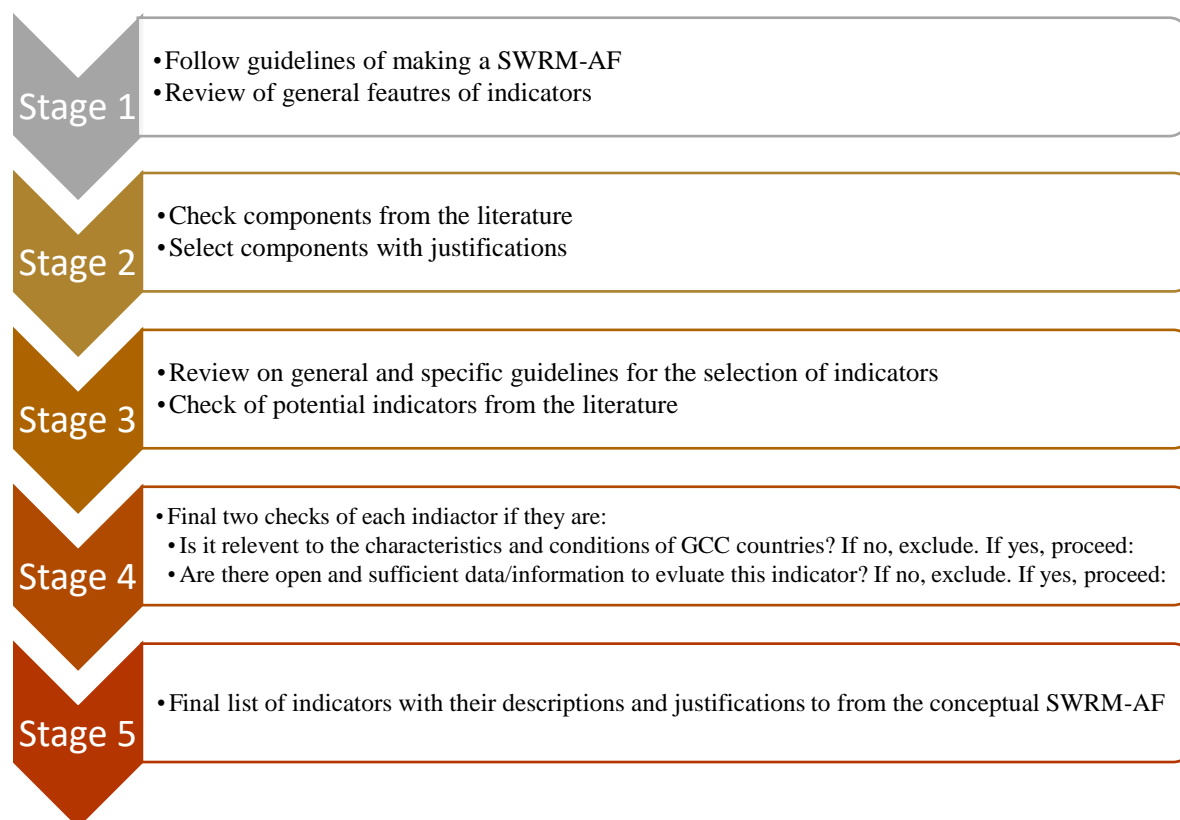 Stage 1
•Follow guidelines of making a SWRM-AF
•Review of general feautres of indicators
Stage 2
•Check components from the literature
•Select components with justifications
Stage 3
•Review on general and specific guidelines for the selection of indicators
•Check of potential indicators from the literature
Stage 4
•Final two checks of each indiactor if they are:
•Is it relevent to the characteristics and conditions of GCC countries? If no, exclude. If yes, proceed:
•Are there open and sufficient data/information to evluate this indicator? If no, exclude. If yes, proceed:
Stage 5
•Final list of indicators with their descriptions and justifications to from the conceptual SWRM-AF